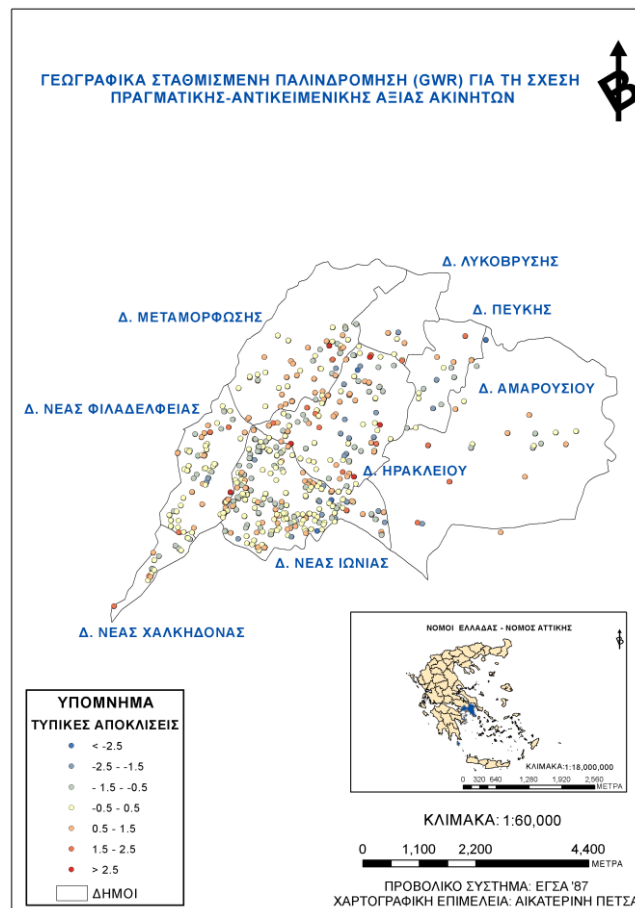 ΓΕΩΓΡΑΦΙΚΑ ΣΤΑΘΜΙΣΜΕΝΗ ΠΑΛΙΝΔΡΟΜΗΣΗ (GWR) ΓΙΑ ΤΗ ΣΧΕΣΗ
ΠΡΑΓΜΑΤΙΚΗΣ-ΑΝΤΙΚΕΙΜΕΝΙΚΗΣ ΑΞΙΑΣ ΑΚΙΝΗΤΩΝ
Β
Δ. ΛΥΚΟΒΡΥΣΗΣ
Δ. ΠΕΥΚΗΣ
Δ. ΜΕΤΑΜΟΡΦΩΣΗΣ
Δ. ΑΜΑΡΟΥΣΙΟΥ
Δ. ΝΕΑΣ ΦΙΛΑΔΕΛΦΕΙΑΣ
Δ. ΗΡΑΚΛΕΙΟΥ
Δ. ΝΕΑΣ ΙΩΝΙΑΣ
Δ. ΝΕΑΣ ΧΑΛΚΗΔΟΝΑΣ
ΝΟΜΟΙ ΕΛΛΑΔΑΣ - ΝΟΜΟΣ ΑΤΤΙΚΗΣ
Β
ΚΛΙΜΑΚΑ:1:18,000,000
0 320 640 1,280 1,920 2,560
ΜΕΤΡΑ
ΥΠΟΜΝΗΜΑ
ΤΥΠΙΚΕΣ ΑΠΟΚΛΙΣΕΙΣ
< -2.5
-2.5 - -1.5
- 1.5 - -0.5
-0.5 - 0.5
0.5 - 1.5
1.5 - 2.5
> 2.5
ΔΗΜΟΙ
ΚΛΙΜΑΚΑ: 1:60,000
0 1,100 2,200 4,400
ΜΕΤΡΑ
ΠΡΟΒΟΛΙΚΟ ΣΥΣΤΗΜΑ: ΕΓΣΑ '87
ΧΑΡΤΟΓΡΑΦΙΚΗ ΕΠΙΜΕΛΕΙΑ: ΑΙΚΑΤΕΡΙΝΗ ΠΕΤΣΑ